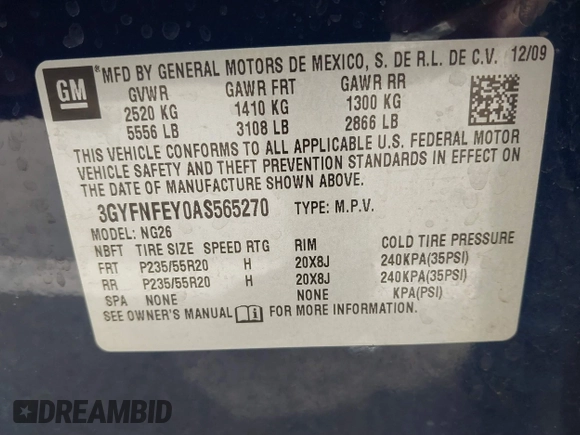 GM
® MFD BY GENERAL MOTORS DE MEXICO, S. DE R.L. DE C.V. 12/09
GVWR GAWR FRT GAWR RR
2520 KG 1410 KG 1300 KG
5556 LB 3108 LB 2866 LB
THIS VEHICLE CONFORMS TO ALL APPLICABLE U.S. FEDERAL MOTOR
VEHICLE SAFETY AND THEFT PREVENTION STANDARDS IN EFFECT ON
THE DATE OF MANUFACTURE SHOWN ABOVE.
3GYFNFEY0AS565270 TYPE: M.P.V.
MODEL: NG26
NBFT TIRE SIZE SPEED RTG RIM COLD TIRE PRESSURE
FRT P235/55R20 H 20X8J 240KPA(35PSI)
RR P235/55R20 H 20X8J 240KPA(35PSI)
SPA NONE NONE KPA(PSI)
SEE OWNER'S MANUAL FOR MORE INFORMATION.
DREAMBID